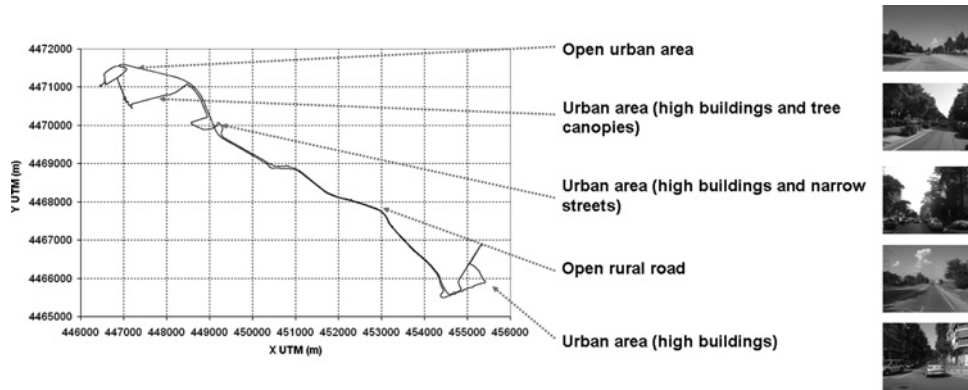 4472000
4471000
4470000
4469000
4468000
4467000
4466000
4465000
Y UTM (m)
446000 447000 448000 449000 450000 451000 452000 453000 454000 455000 456000
X UTM (m)
Open urban area
Urban area (high buildings and tree
canopies)
Urban area (high buildings and narrow
streets)
Open rural road
Urban area (high buildings)